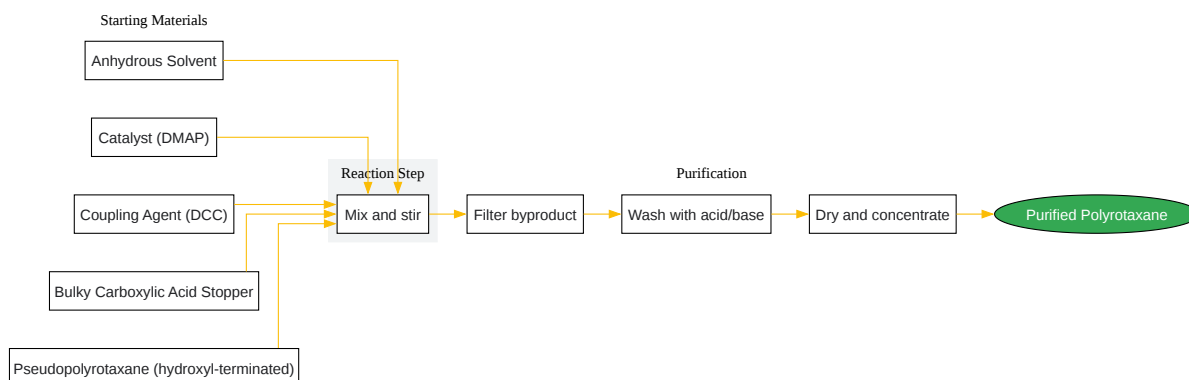 Starting Materials
Anhydrous Solvent
Catalyst (DMAP)
Reaction Step
Purification
Coupling Agent (DCC)
Mix and stir
Filter byproduct
Wash with acid/base
Dry and concentrate
Purified Polyrotaxane
Bulky Carboxylic Acid Stopper
Pseudopolyrotaxane (hydroxyl-terminated)